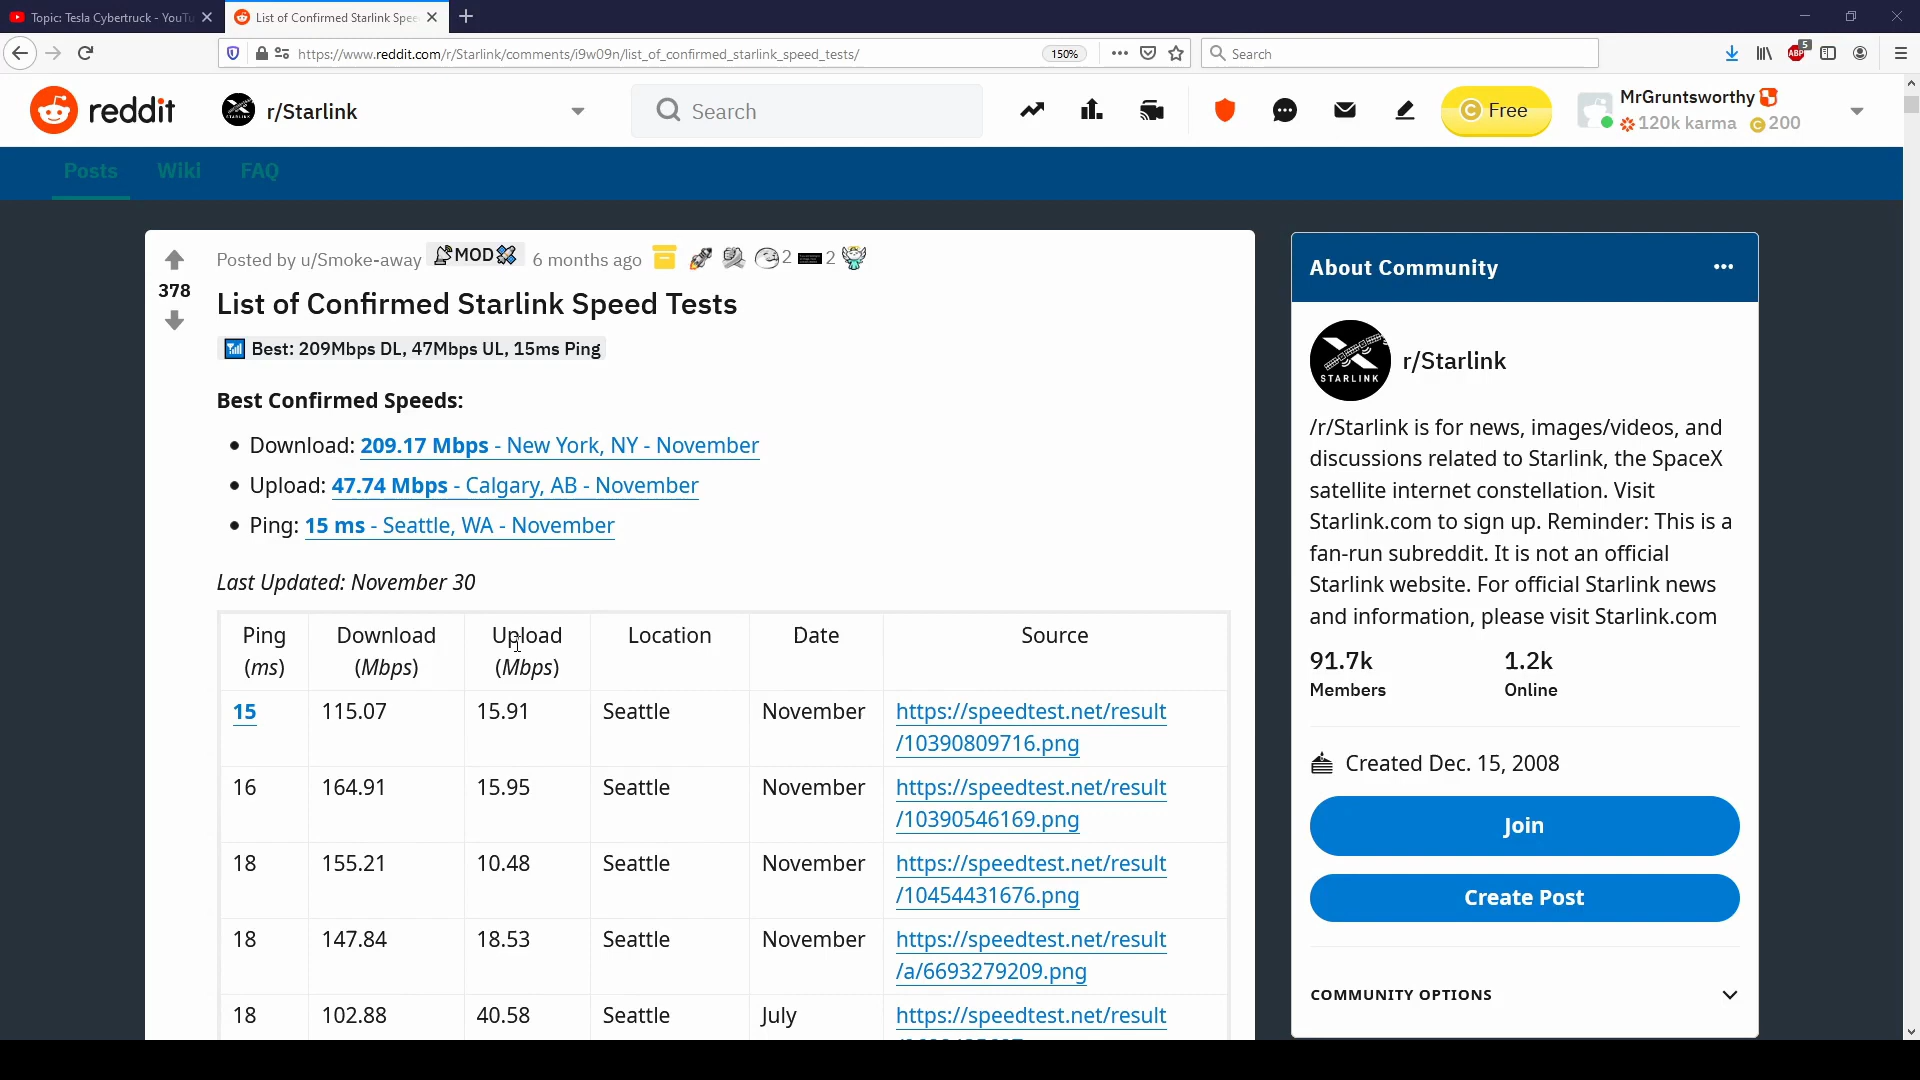 Topic: Tesla Cybertruck - YouTu
List of Confirmed Starlink Spee
https://www.reddit.com/r/Starlink/comments/i9w09n/list_of_confirmed_starlink_speed_tests/
150%
Search
ABP
5
reddit
r/Starlink
Search
Free
MrGruntsworthy
120k karma
200
Posts
Wiki
FAQ
378
Posted by u/Smoke-away
MOD
6 months ago
2
2
List of Confirmed Starlink Speed Tests
Best: 209Mbps DL, 47Mbps UL, 15ms Ping
Best Confirmed Speeds:
Download: 209.17 Mbps - New York, NY - November
Upload: 47.74 Mbps - Calgary, AB - November
Ping: 15 ms - Seattle, WA - November
Last Updated: November 30
Ping (ms) Download (Mbps) Upload (Mbps) Location Date Source
15 115.07 15.91 Seattle November https://speedtest.net/result
/10390809716.png
16 164.91 15.95 Seattle November https://speedtest.net/result
/10390546169.png
18 155.21 10.48 Seattle November https://speedtest.net/result
/10454431676.png
18 147.84 18.53 Seattle November https://speedtest.net/result
/a/6693279209.png
18 102.88 40.58 Seattle July https://speedtest.net/result
About Community
STARLINK
r/Starlink
/r/Starlink is for news, images/videos, and
discussions related to Starlink, the SpaceX
satellite internet constellation. Visit
Starlink.com to sign up. Reminder: This is a
fan-run subreddit. It is not an official
Starlink website. For official Starlink news
and information, please visit Starlink.com
91.7k
Members
1.2k
Online
Created Dec. 15, 2008
Join
Create Post
COMMUNITY OPTIONS